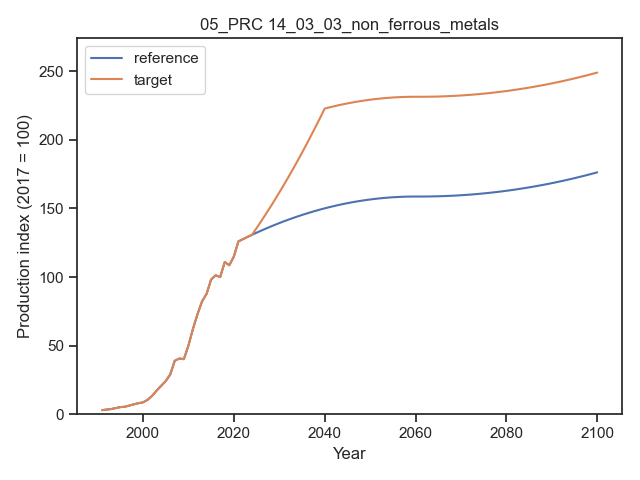 05_PRC 14_03_03_non_ferrous_metals
reference
target
Production index (2017 = 100)
250
200
150
100
50
0
2000 2020 2040 2060 2080 2100
Year